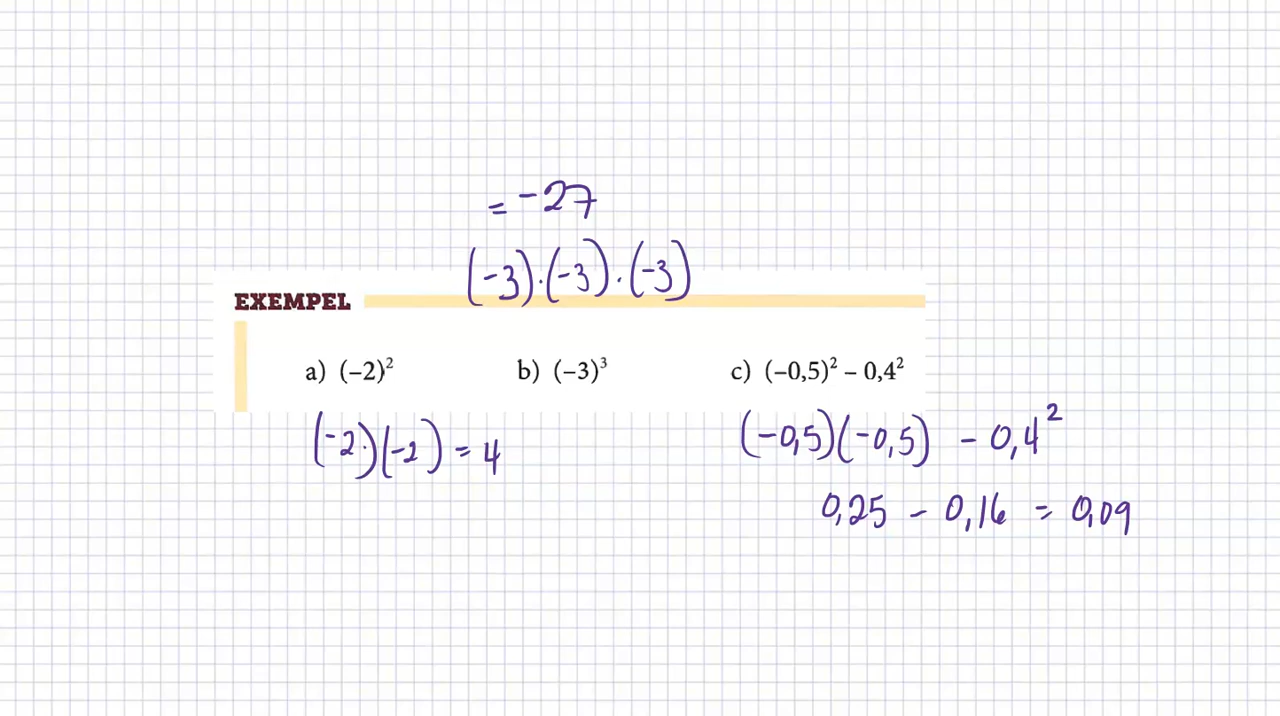 = -27
(-3)·(-3)·(-3)
EXEMPEL
a) (–2)² b) (–3)³ c) (–0,5)² – 0,4²
(-2)(-2) = 4
(-0,5)(-0,5) - 0,4²
0,25 - 0,16 = 0,09